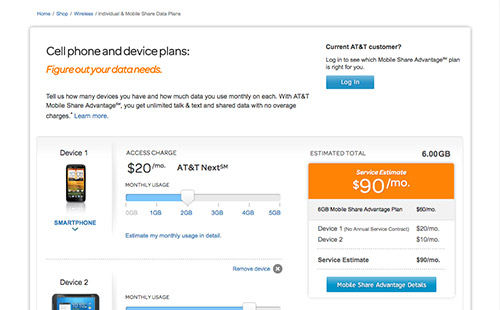 Home / Shop / Wireless / Individual & Mobile Share Data Plans
Cell phone and device plans:
Figure out your data needs.
Tell us how many devices you have and how much data you use monthly on each. With AT&T
Mobile Share Advantage℠, you get unlimited talk & text and shared data with no overage
charges.* Learn more.
Current AT&T customer?
Log in to see which Mobile Share Advantage℠ plan
is right for you.
Log In
Device 1
SMARTPHONE
ACCESS CHARGE
$20/mo. AT&T Next℠
MONTHLY USAGE
0GB 1GB 2GB 3GB 4GB 5GB
Estimate my monthly usage in detail.
ESTIMATED TOTAL 6.00GB
Service Estimate
$90/mo.
6GB Mobile Share Advantage Plan $60/mo.
Device 1 (No Annual Service Contract) $20/mo.
Device 2 $10/mo.
Service Estimate $90/mo.
Mobile Share Advantage Details
Remove device
Device 2
MONTHLY USAGE